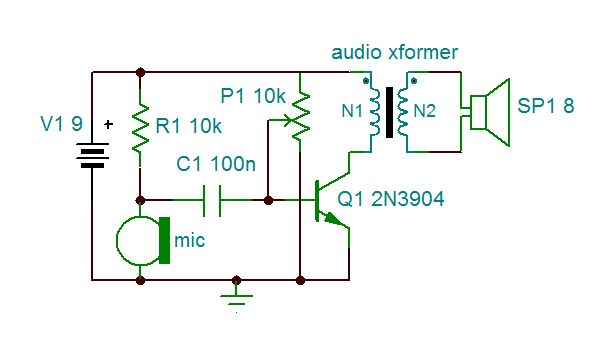 audio xformer
P1 10k
V1 9
+
R1 10k
N1
N2
SP1 8
C1 100n
Q1 2N3904
mic